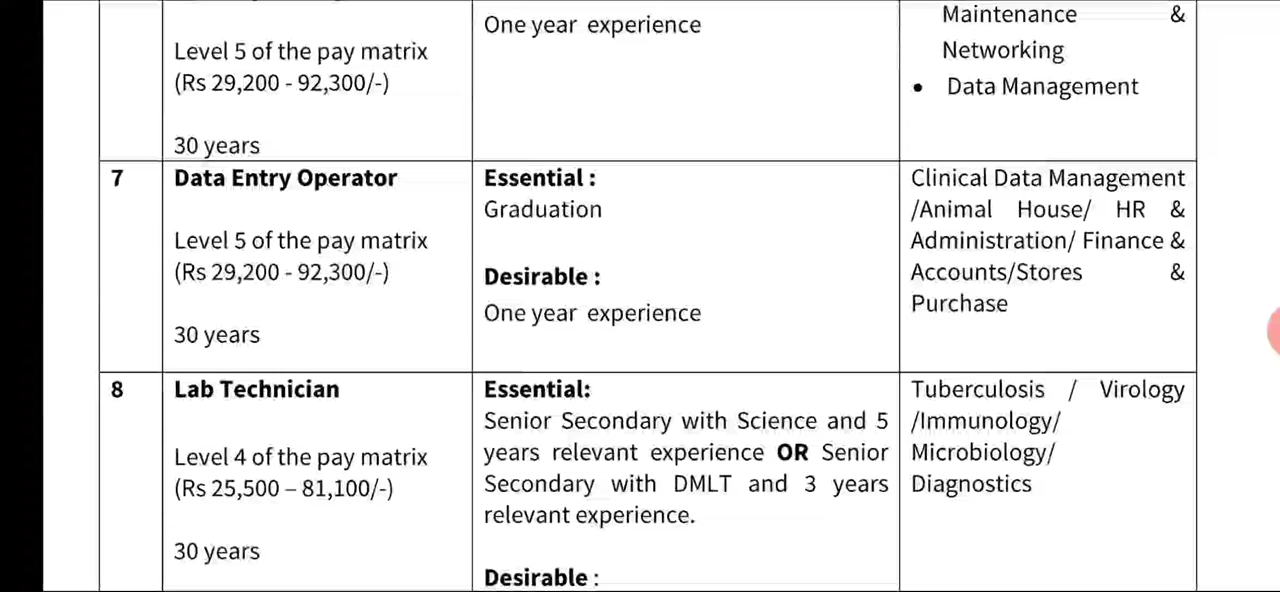 Level 5 of the pay matrix
(Rs 29,200 - 92,300/-)
30 years
One year experience
Maintenance &
Networking
• Data Management
7
Data Entry Operator
Level 5 of the pay matrix
(Rs 29,200 - 92,300/-)
30 years
Essential :
Graduation
Desirable :
One year experience
Clinical Data Management
/Animal House/ HR &
Administration/ Finance &
Accounts/Stores &
Purchase
8
Lab Technician
Level 4 of the pay matrix
(Rs 25,500 – 81,100/-)
30 years
Essential:
Senior Secondary with Science and 5
years relevant experience OR Senior
Secondary with DMLT and 3 years
relevant experience.
Desirable :
Tuberculosis / Virology
/Immunology/
Microbiology/
Diagnostics